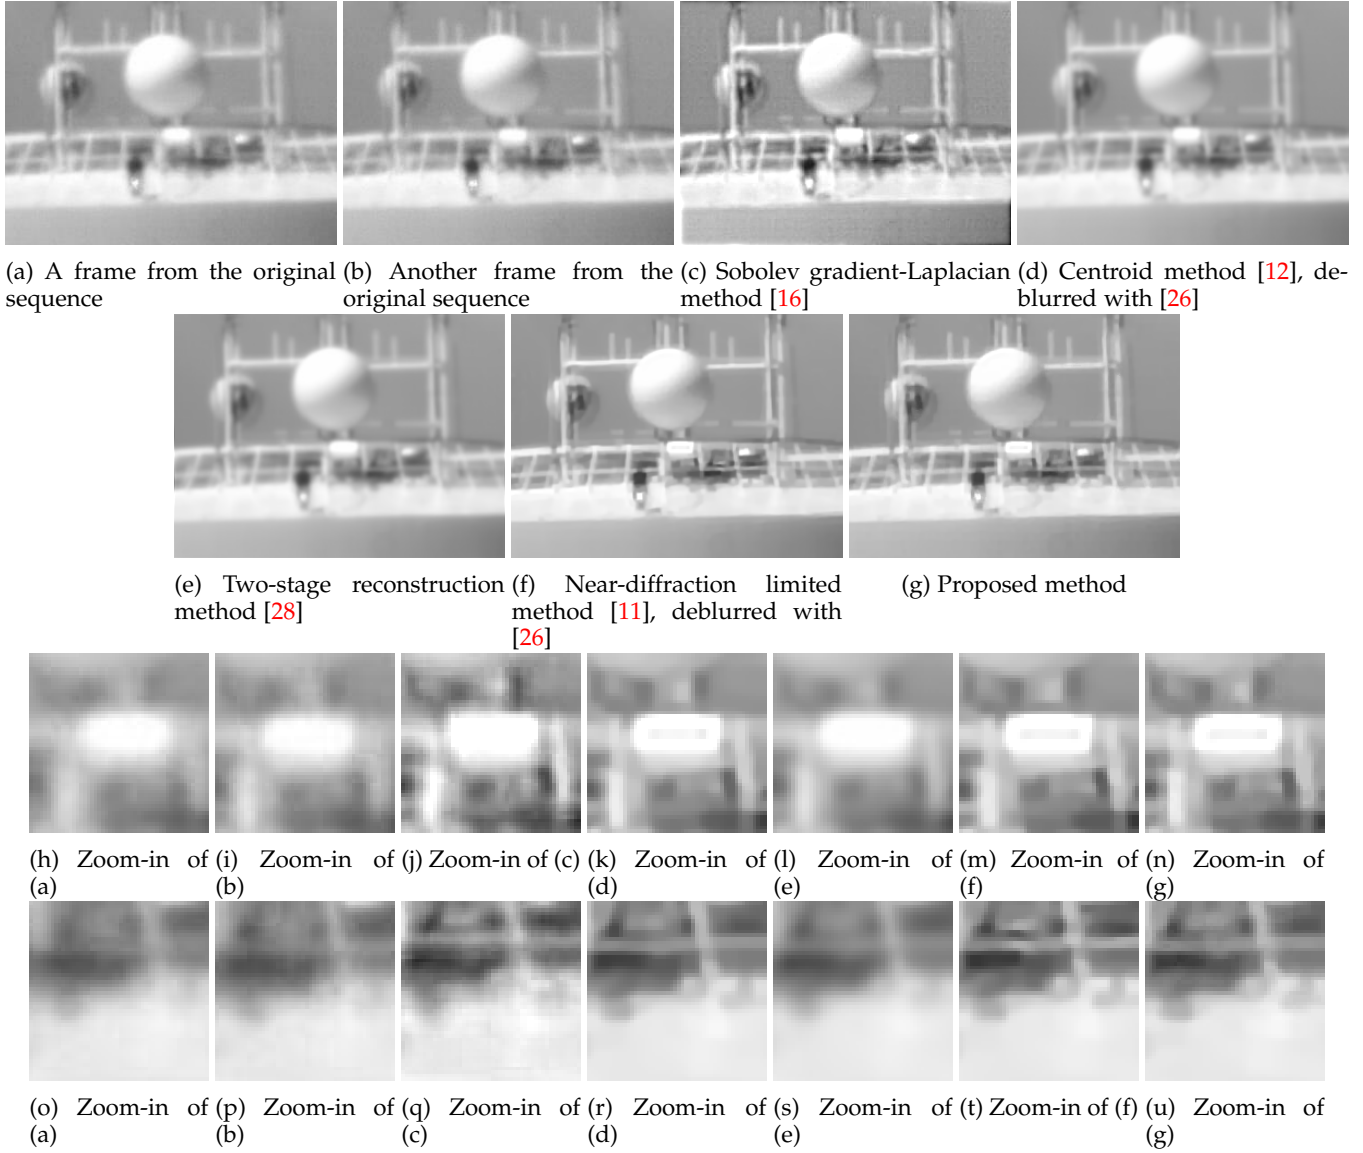 (a) A frame from the original
sequence
(b) Another frame from the
original sequence
(c) Sobolev gradient-Laplacian
method [16]
(d) Centroid method [12], de-
blurred with [26]
(e) Two-stage reconstruction
method [28]
(f) Near-diffraction limited
method [11], deblurred with
[26]
(g) Proposed method
(h) Zoom-in of
(a)
(i) Zoom-in of
(b)
(j) Zoom-in of (c)
(k) Zoom-in of
(d)
(l) Zoom-in of
(e)
(m) Zoom-in of
(f)
(n) Zoom-in of
(g)
(o) Zoom-in of
(a)
(p) Zoom-in of
(b)
(q) Zoom-in of
(c)
(r) Zoom-in of
(d)
(s) Zoom-in of
(e)
(t) Zoom-in of (f)
(u) Zoom-in of
(g)